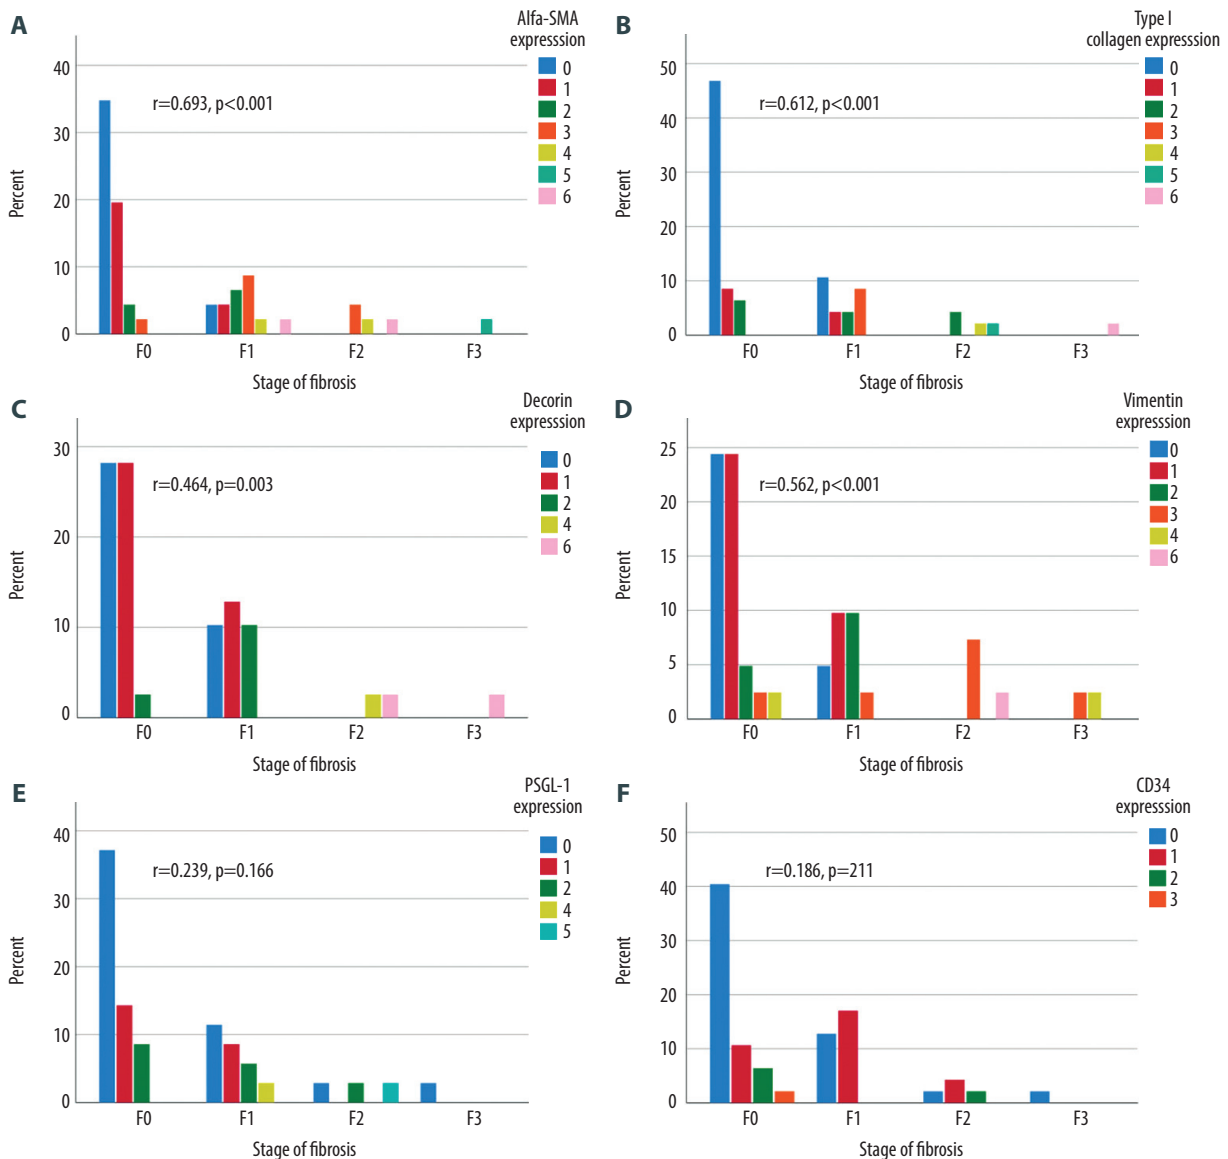 A
Alfa-SMA
expresssion
40
30
20
10
0
Percent
r=0.693, p<0.001
0
1
2
3
4
5
6
F0
F1
F2
F3
Stage of fibrosis
B
Type I
collagen expresssion
50
40
30
20
10
0
Percent
r=0.612, p<0.001
0
1
2
3
4
5
6
F0
F1
F2
F3
Stage of fibrosis
C
Decorin
expresssion
30
20
10
0
Percent
r=0.464, p=0.003
0
1
2
4
6
F0
F1
F2
F3
Stage of fibrosis
D
Vimentin
expresssion
25
20
15
10
5
0
Percent
r=0.562, p<0.001
0
1
2
3
4
6
F0
F1
F2
F3
Stage of fibrosis
E
PSGL-1
expression
40
30
20
10
0
Percent
r=0.239, p=0.166
0
1
2
4
5
F0
F1
F2
F3
Stage of fibrosis
F
CD34
expresssion
50
40
30
20
10
0
Percent
r=0.186, p=211
0
1
2
3
F0
F1
F2
F3
Stage of fibrosis